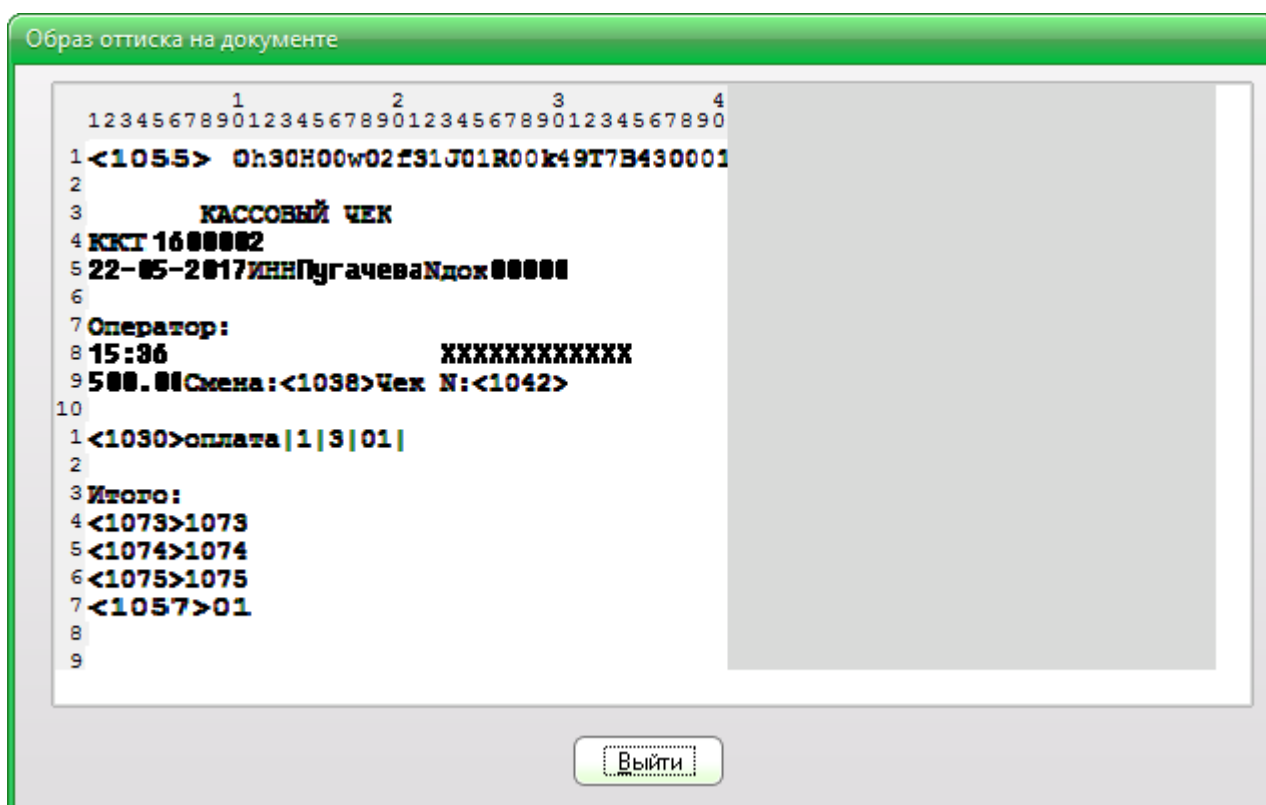 Образ оттиска на документе
1 2 3 4
1234567890123456789012345678901234567890
1 <1055> 0h30H00w02f31J01R00k49T7B430001
2
3 КАССОВЫЙ ЧЕК
4 ККТ 1600002
5 22-05-2017ИННПугачеваNдок00000
6
7 Оператор:
8 15:36 XXXXXXXXXXXX
9 500.00Смена:<1038>Чек N:<1042>
10
1 <1030>оплата|1|3|01|
2
3 Итого:
4 <1073>1073
5 <1074>1074
6 <1075>1075
7 <1057>01
8
9
Выйти